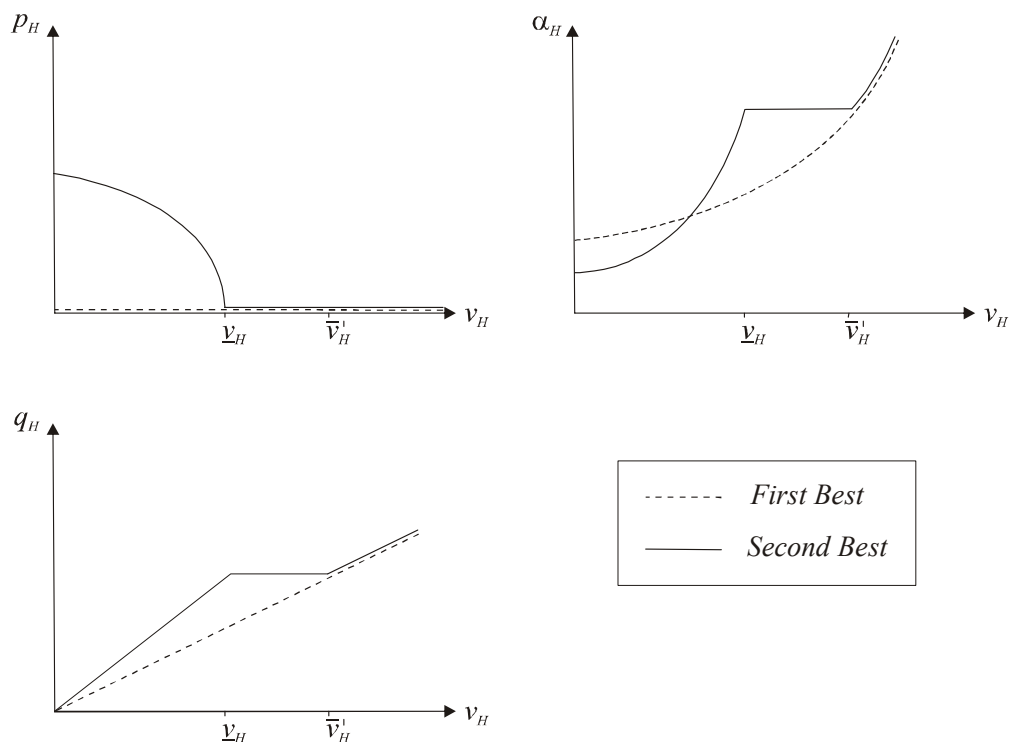 p_H
v_H
v̲_H
v̅'_H
α_H
v_H
v̲_H
v̅'_H
q_H
v_H
v̲_H
v̅'_H
First Best
Second Best